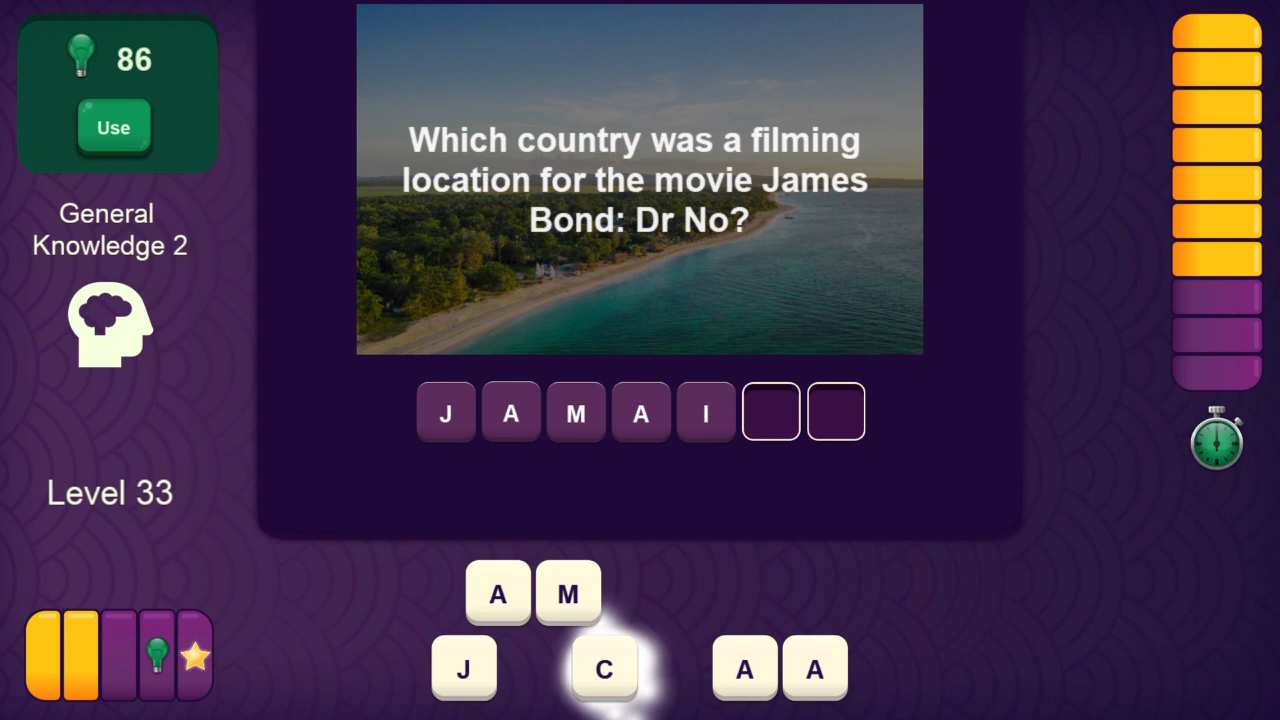 86
Use
General
Knowledge 2
Level 33
Which country was a filming
location for the movie James
Bond: Dr No?
J A M A I
A M
J C A A